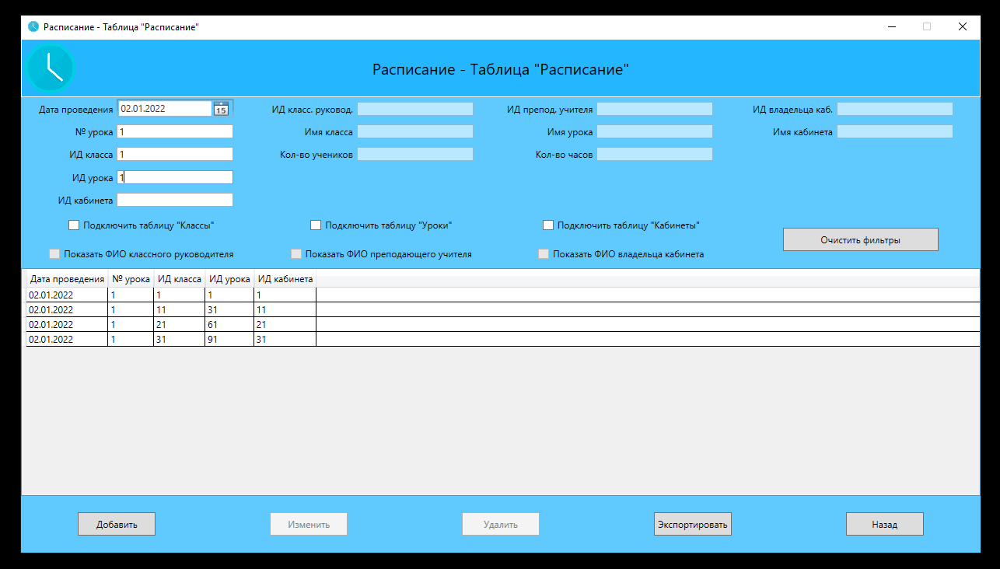 Расписание - Таблица "Расписание"
Расписание - Таблица "Расписание"
Дата проведения 02.01.2022 15 ИД класс. руковод. ИД препод. учителя ИД владельца каб.
№ урока 1 Имя класса Имя урока Имя кабинета
ИД класса 1 Кол-во учеников Кол-во часов
ИД урока 1
ИД кабинета
Подключить таблицу "Классы" Подключить таблицу "Уроки" Подключить таблицу "Кабинеты"
Очистить фильтры
Показать ФИО классного руководителя Показать ФИО преподающего учителя Показать ФИО владельца кабинета
Дата проведения № урока ИД класса ИД урока ИД кабинета
02.01.2022 1 1 1 1
02.01.2022 1 11 31 11
02.01.2022 1 21 61 21
02.01.2022 1 31 91 31
Добавить Изменить Удалить Экспортировать Назад